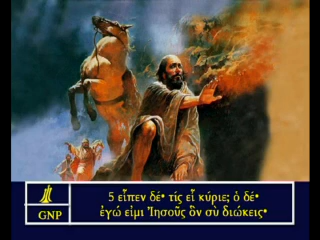 5 εἶπεν δέ· τίς εἶ κύριε; ὁ δέ·
ἐγώ εἰμι Ἰησοῦς ὃν σὺ διώκεις·
GNP